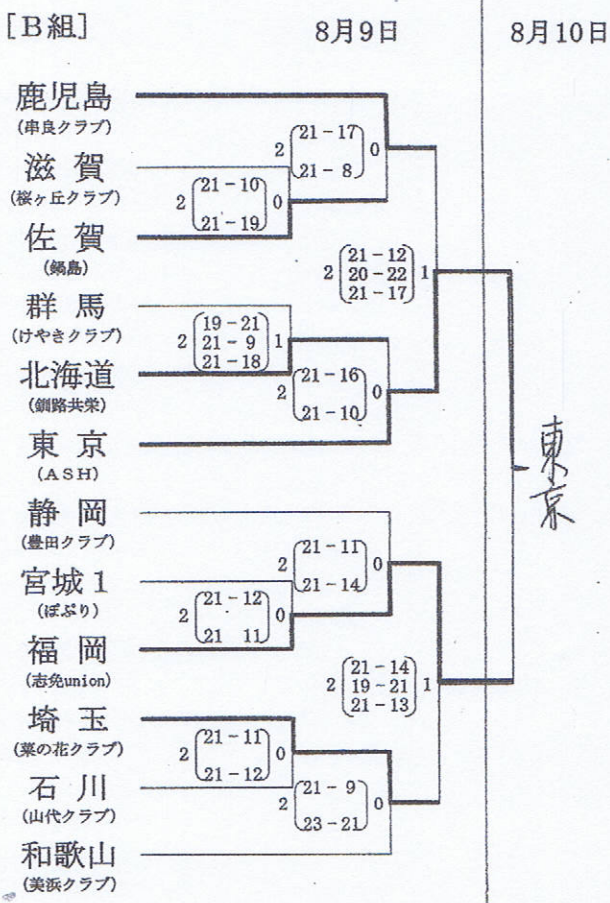 [B組]
8月9日
8月10日
鹿児島
(串良クラブ)
2 21-17 0
21-8
滋賀
(桜ヶ丘クラブ)
2 21-10 0
21-19
佐賀
(鍋島)
21-12
2 20-22 1
21-17
群馬
(けやきクラブ)
19-21
2 21-9 1
21-18
北海道
(釧路共栄)
2 21-16 0
21-10
東京
(ASH)
東京
静岡
(豊田クラブ)
2 21-11 0
21-14
宮城1
(ぽぷり)
2 21-12 0
21 11
福岡
(志免union)
21-14
2 19-21 1
21-13
埼玉
(菜の花クラブ)
2 21-11 0
21-12
石川
(山代クラブ)
2 21-9 0
23-21
和歌山
(美浜クラブ)